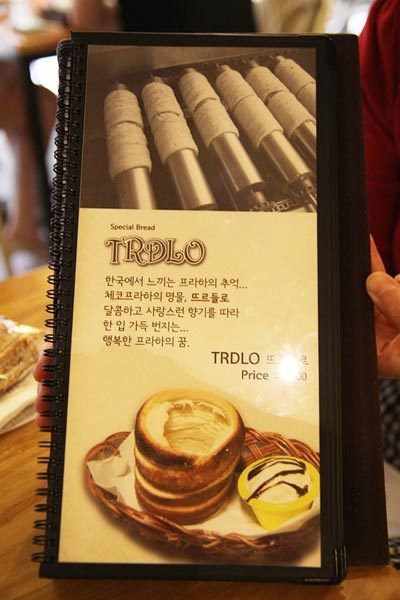 Special Bread
TRDLO
한국에서 느끼는 프라하의 추억...
체코프라하의 명물, 뜨르들로
달콤하고 사랑스런 향기를 따라
한 입 가득 번지는...
행복한 프라하의 꿈.
TRDLO
Price :